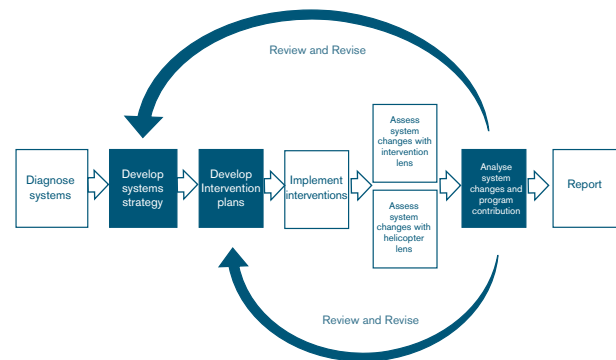 Review and Revise
Diagnose
systems
Develop
systems
strategy
Develop
Intervention
plans
Implement
interventions
Assess
system
changes with
intervention
lens
Assess
system
changes with
helicopter
lens
Analyse
system
changes and
program
contribution
Report
Review and Revise